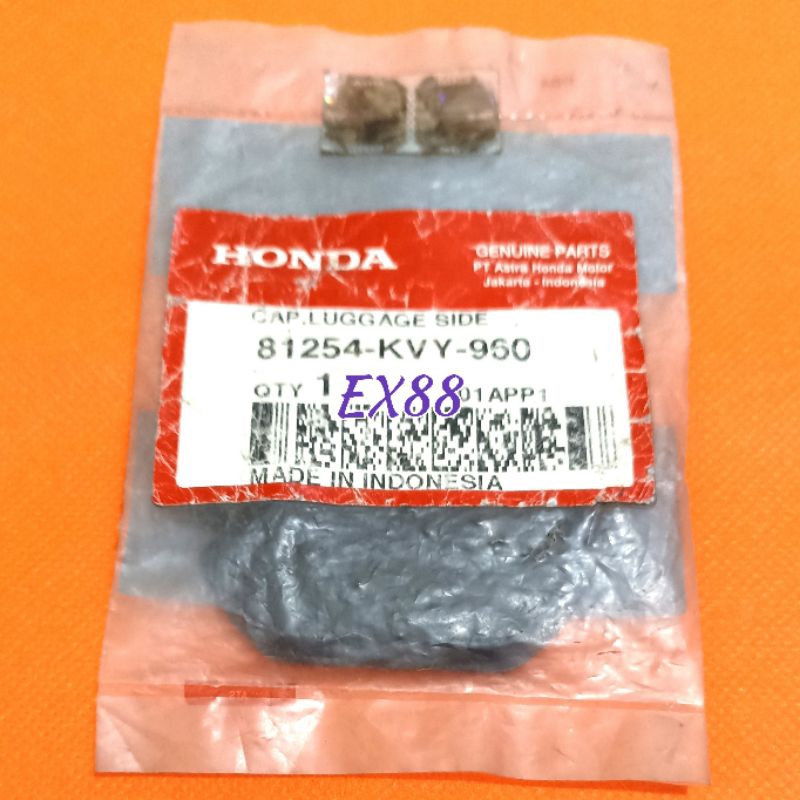 HONDA
GENUINE PARTS
PT Astra Honda Motor
Jakarta - Indonesia
CAP.LUGGAGE SIDE
81254-KVY-960
QTY 1
EX88
01APP1
MADE IN INDONESIA